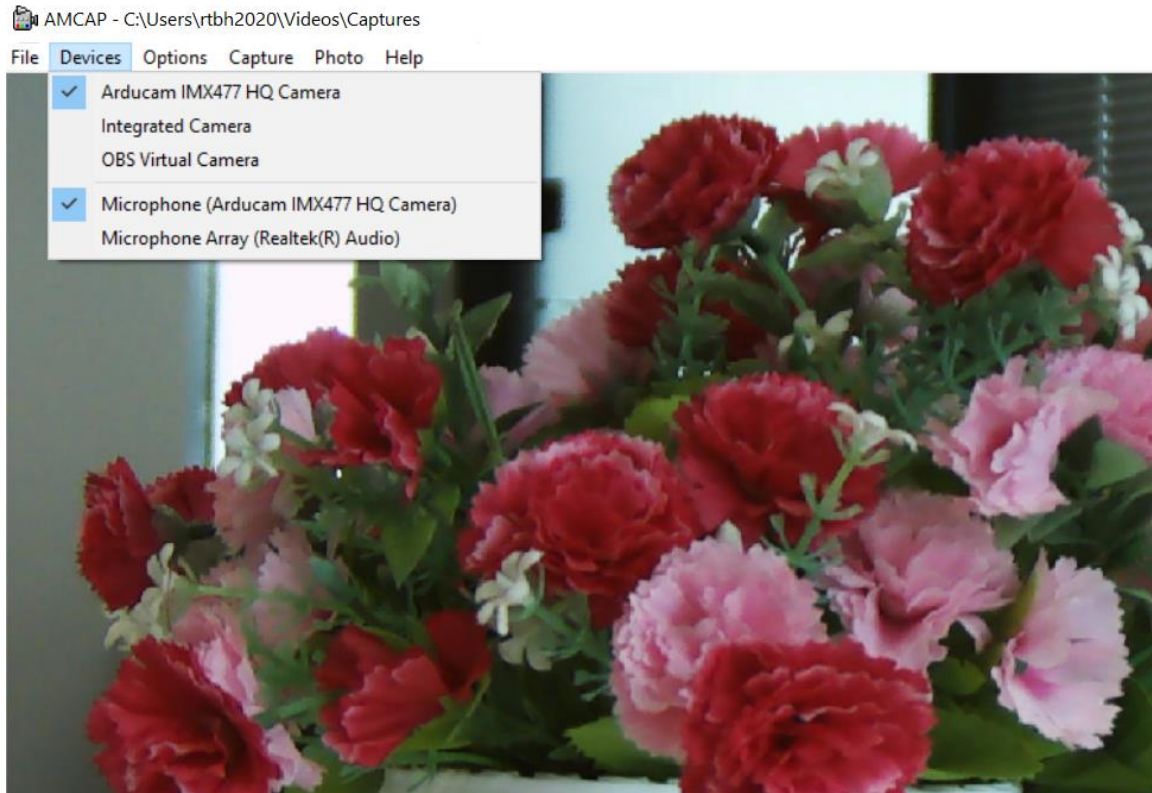 AMCAP - C:\Users\rtbh2020\Videos\Captures
File Devices Options Capture Photo Help
Arducam IMX477 HQ Camera
Integrated Camera
OBS Virtual Camera
Microphone (Arducam IMX477 HQ Camera)
Microphone Array (Realtek(R) Audio)